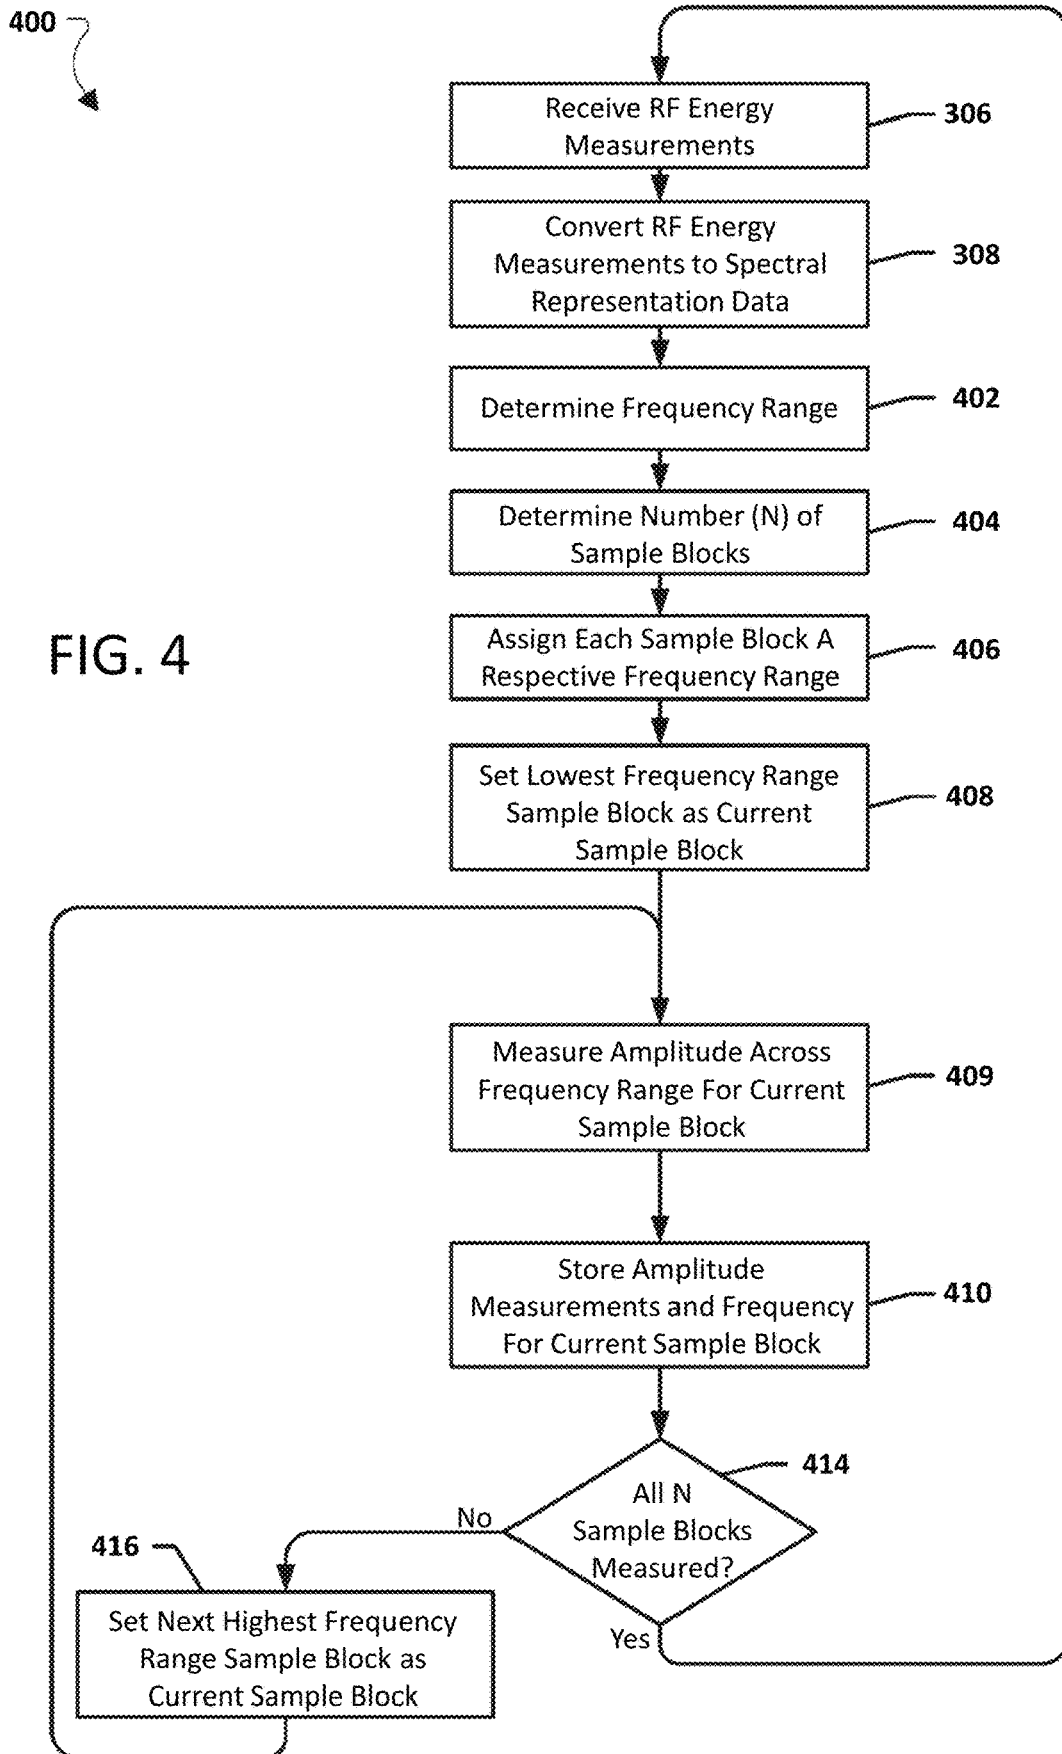 400
Receive RF Energy
Measurements
306
Convert RF Energy
Measurements to Spectral
Representation Data
308
Determine Frequency Range
402
Determine Number (N) of
Sample Blocks
404
FIG. 4
Assign Each Sample Block A
Respective Frequency Range
406
Set Lowest Frequency Range
Sample Block as Current
Sample Block
408
Measure Amplitude Across
Frequency Range For Current
Sample Block
409
Store Amplitude
Measurements and Frequency
For Current Sample Block
410
414
All N
Sample Blocks
Measured?
No
Yes
416
Set Next Highest Frequency
Range Sample Block as
Current Sample Block